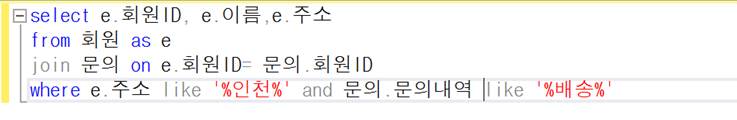 select e.회원ID, e.이름,e.주소
from 회원 as e
join 문의 on e.회원ID= 문의.회원ID
where e.주소 like '%인천%' and 문의.문의내역 like '%배송%'